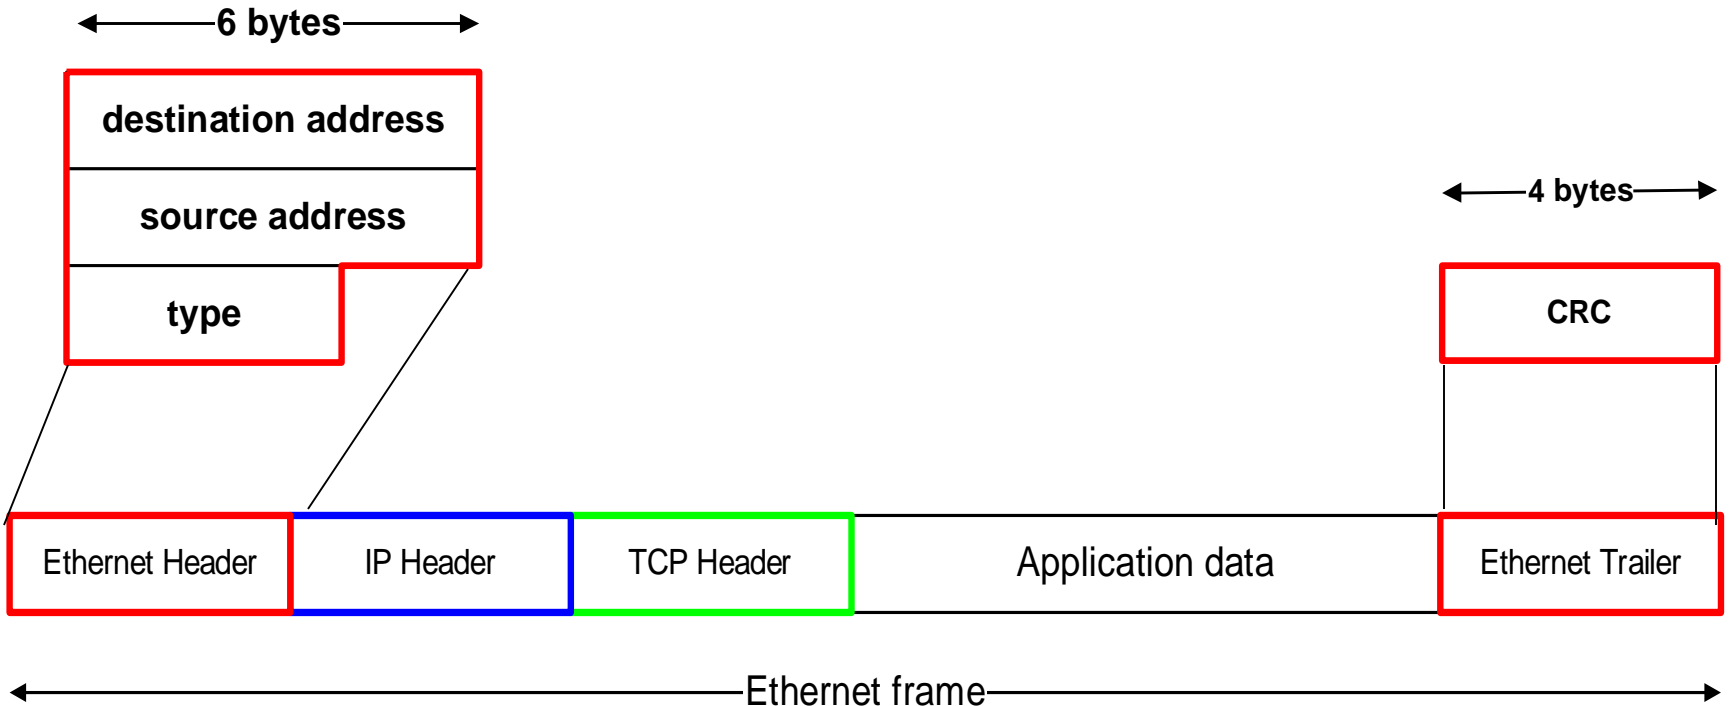 6 bytes
destination address
source address
4 bytes
type
CRC
Ethernet Header
IP Header
TCP Header
Application data
Ethernet Trailer
Ethernet frame